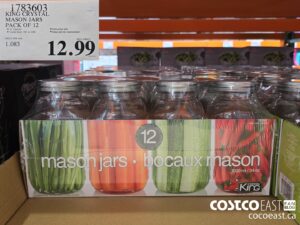 1783603
KING CRYSTAL
MASON JARS
PACK OF 12
1.083
12.99
12
mason jars · bocaux mason
King
COSTCO EAST
cocoeast.ca